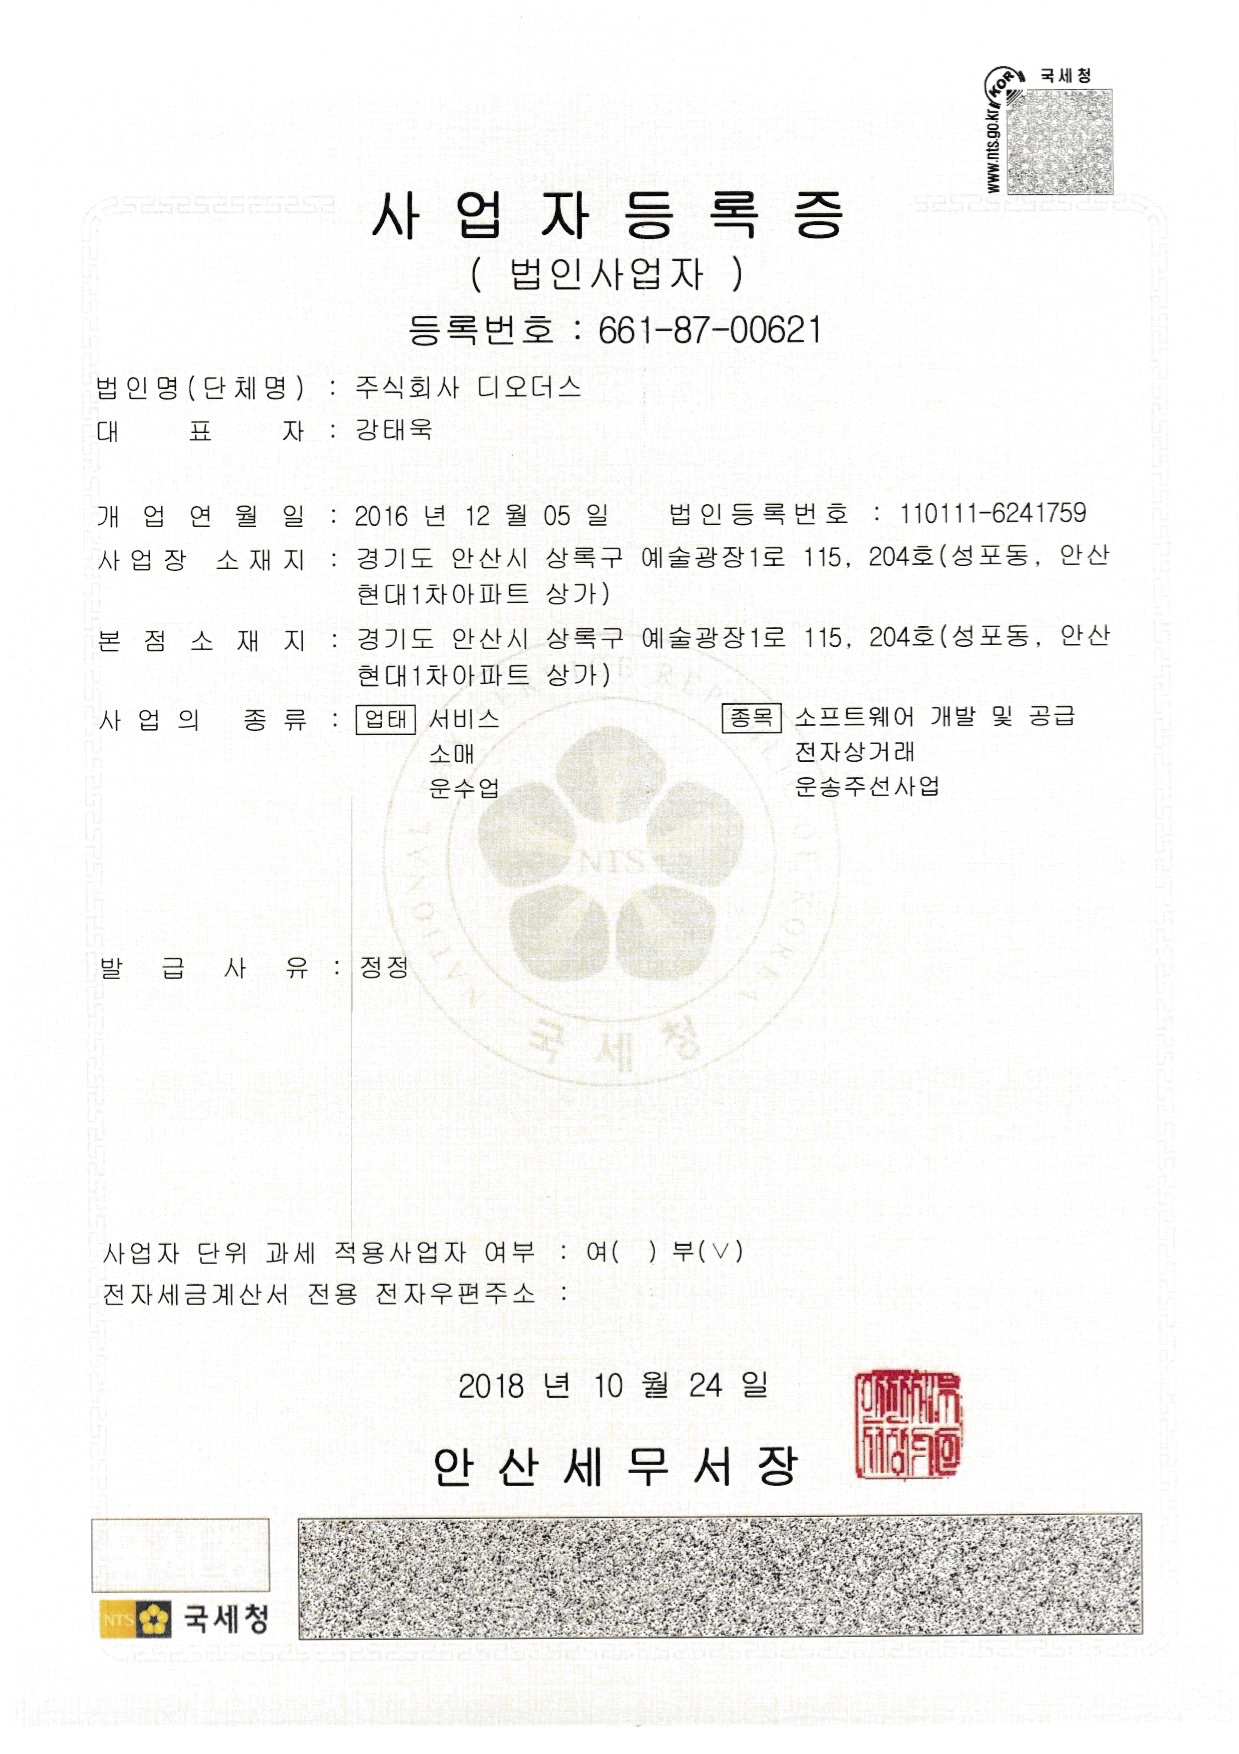 국세청
www.nts.go.kr
KOR
사업자등록증
( 법인사업자 )
등록번호 : 661-87-00621
법인명(단체명) : 주식회사 디오더스
대 표 자 : 강태욱
개 업 연 월 일 : 2016 년 12 월 05 일 법인등록번호 : 110111-6241759
사업장 소재지 : 경기도 안산시 상록구 예술광장1로 115, 204호(성포동, 안산
현대1차아파트 상가)
본 점 소 재 지 : 경기도 안산시 상록구 예술광장1로 115, 204호(성포동, 안산
현대1차아파트 상가)
사 업 의 종 류 : 업태 서비스 종목 소프트웨어 개발 및 공급
소매 전자상거래
운수업 운송주선사업
NTS
발 급 사 유 : 정정
국세청
사업자 단위 과세 적용사업자 여부 : 여( ) 부(∨)
전자세금계산서 전용 전자우편주소 :
2018 년 10 월 24 일
안산세무서장
NTS 국세청